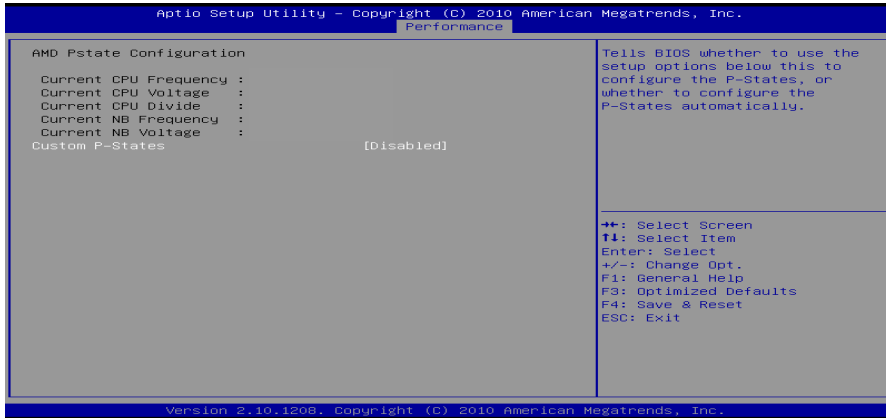 Aptio Setup Utility – Copyright (C) 2010 American Megatrends, Inc.
Performance
AMD Pstate Configuration
Current CPU Frequency :
Current CPU Voltage :
Current CPU Divide :
Current NB Frequency :
Current NB Voltage :
Custom P-States [Disabled]
Tells BIOS whether to use the
setup options below this to
configure the P-States, or
whether to configure the
P-States automatically.
→←: Select Screen
↑↓: Select Item
Enter: Select
+/-: Change Opt.
F1: General Help
F3: Optimized Defaults
F4: Save & Reset
ESC: Exit
Version 2.10.1208. Copyright (C) 2010 American Megatrends, Inc.